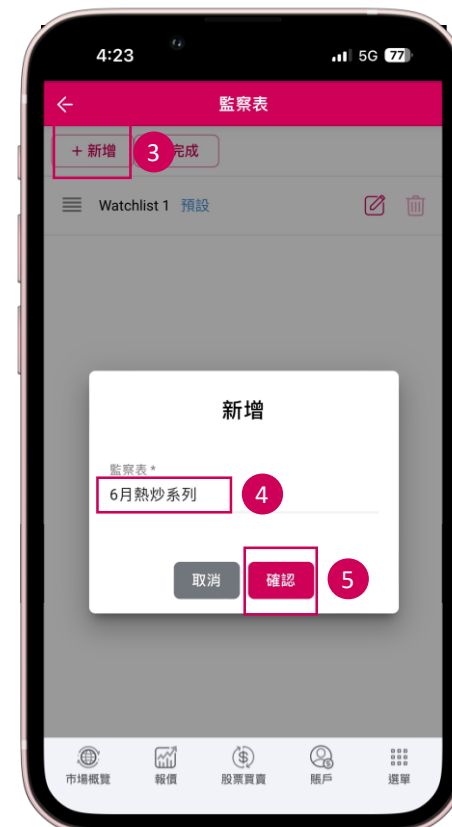 4:23
5G 77
監察表
+ 新增
3
完成
Watchlist 1 預設
新增
監察表 *
6月熱炒系列
4
取消
確認
5
市場概覽
報價
股票買賣
賬戶
選單